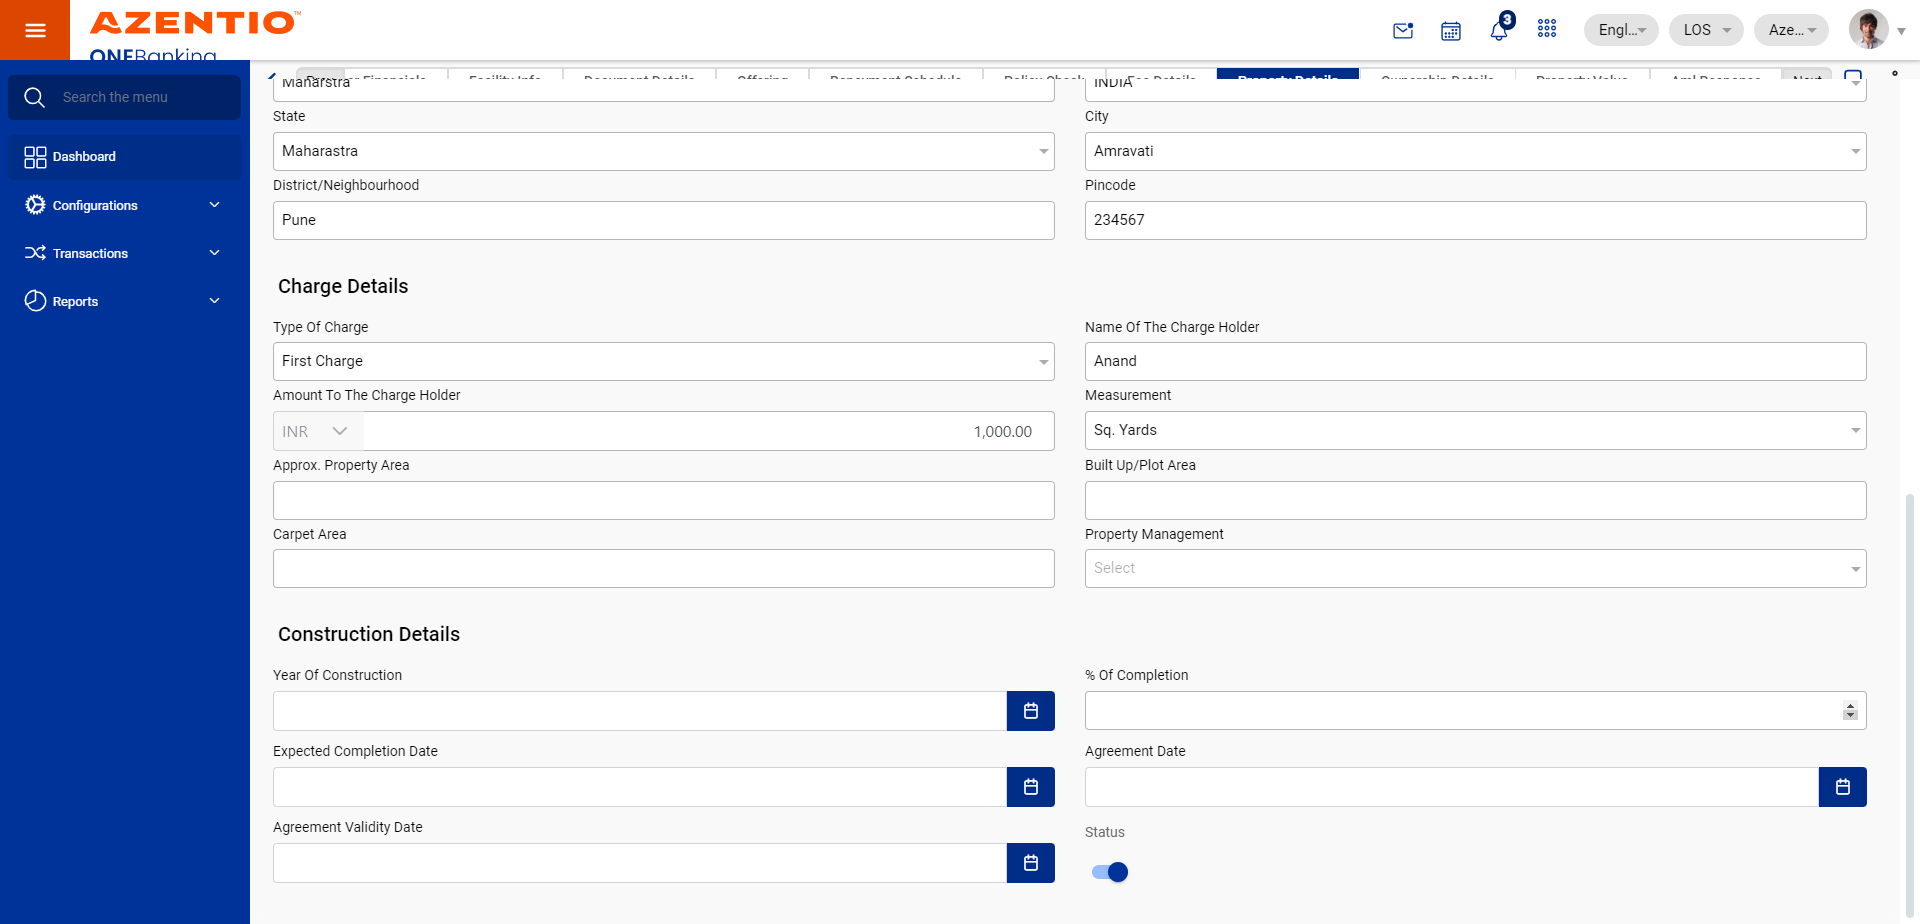 AZENTIO™
ONEBanking
3
Engl...
LOS
Aze...
Search the menu
Dashboard
Configurations
Transactions
Reports
Facility Info
Document Details
Offering
Repayment Schedule
Policy Check
Fee Details
Property Details
Ownership Details
Property Value
Aml Response
Next
Maharstra
INDIA
State
City
Maharastra
Amravati
District/Neighbourhood
Pincode
Pune
234567
Charge Details
Type Of Charge
Name Of The Charge Holder
First Charge
Anand
Amount To The Charge Holder
Measurement
INR
1,000.00
Sq. Yards
Approx. Property Area
Built Up/Plot Area
Carpet Area
Property Management
Select
Construction Details
Year Of Construction
% Of Completion
Expected Completion Date
Agreement Date
Agreement Validity Date
Status